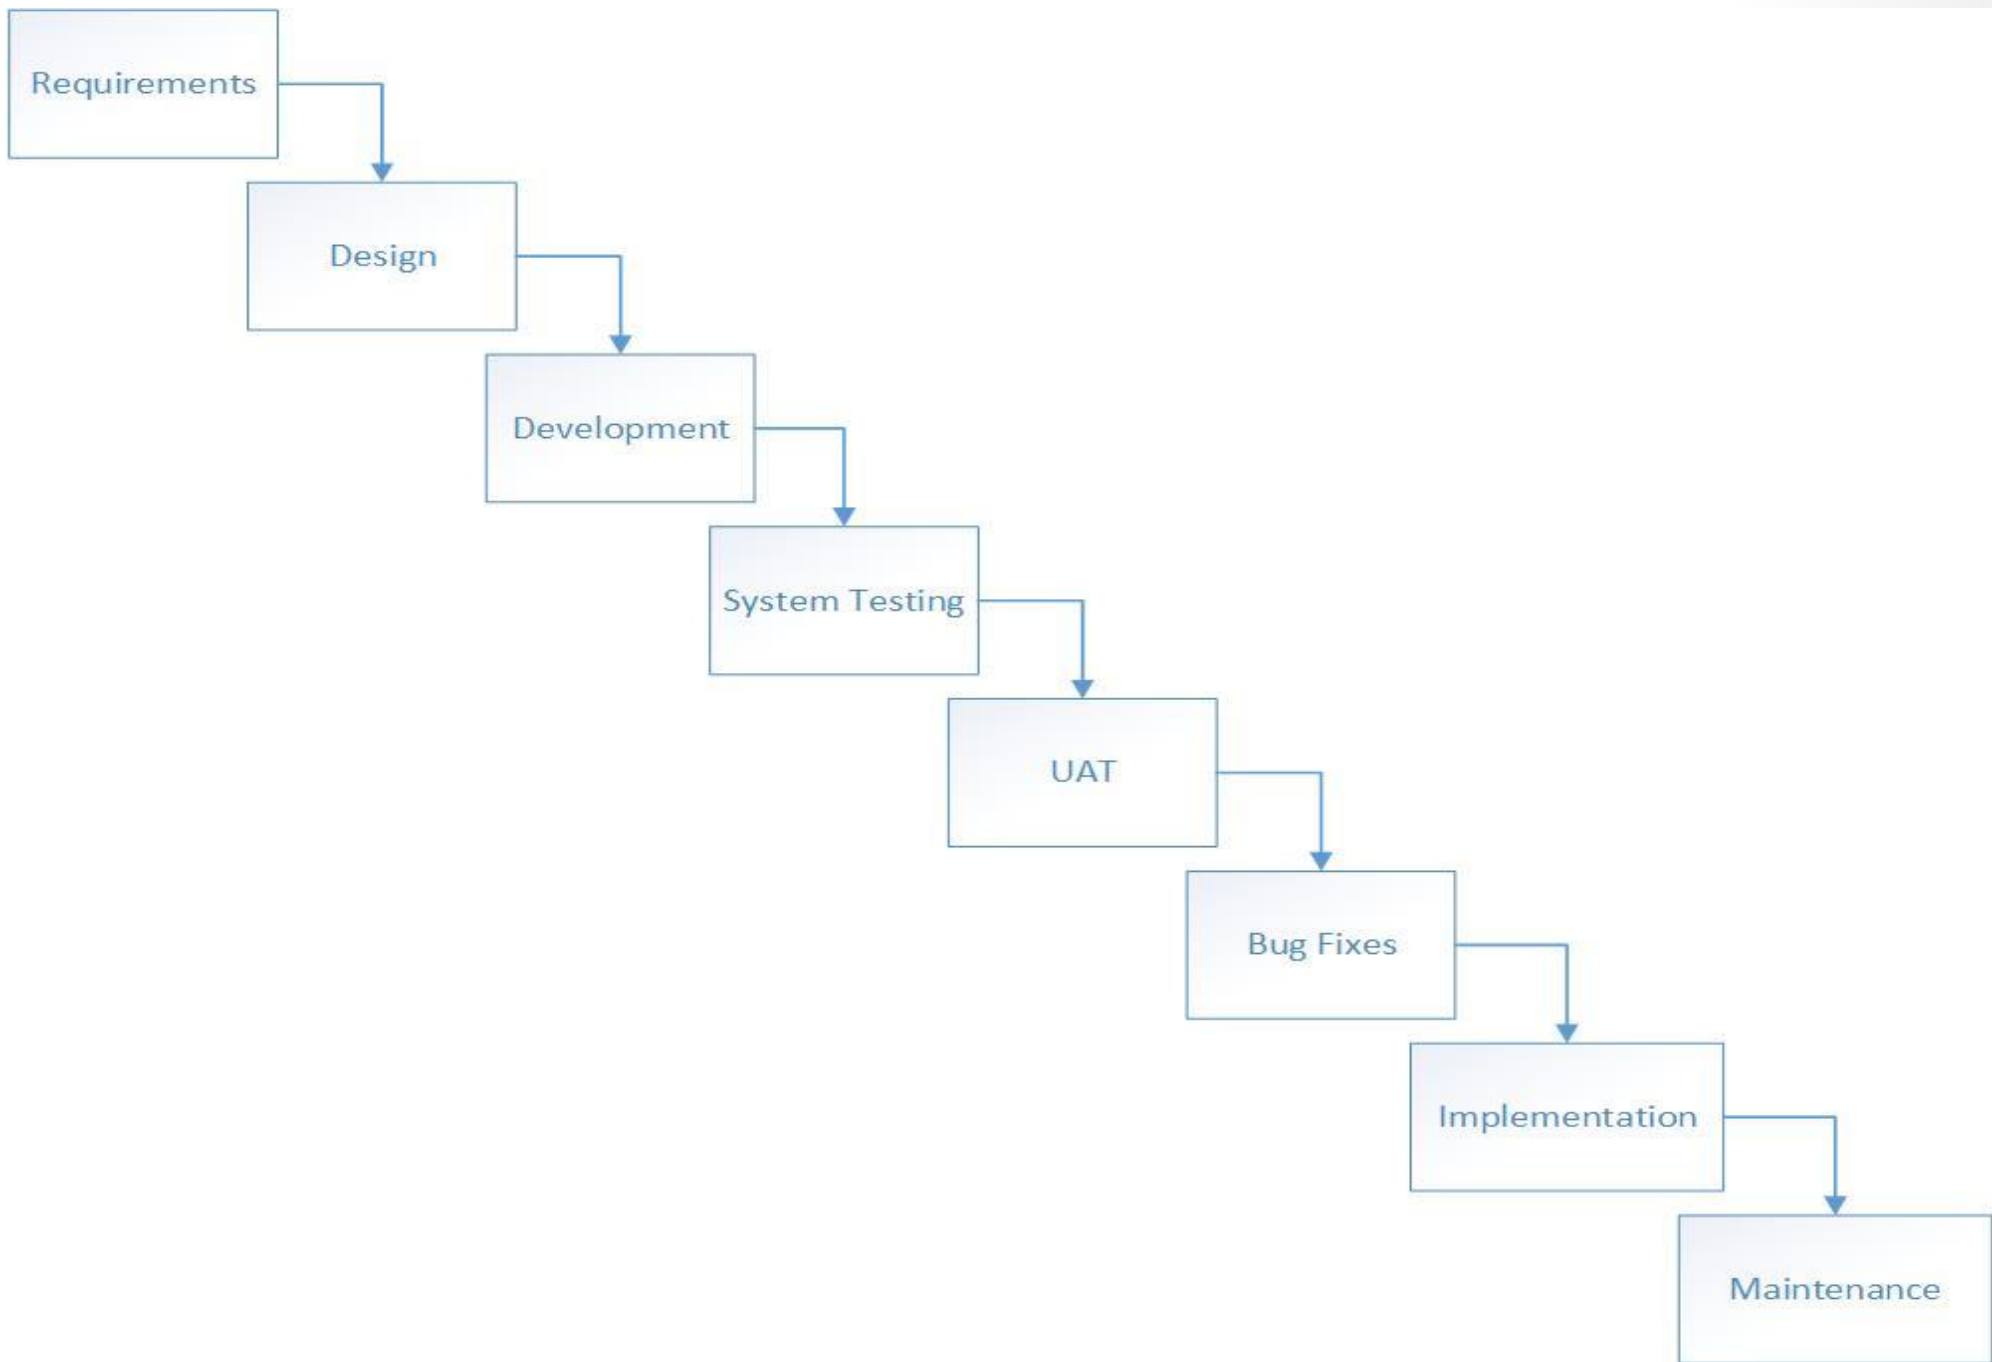 Requirements
Design
Development
System Testing
UAT
Bug Fixes
Implementation
Maintenance